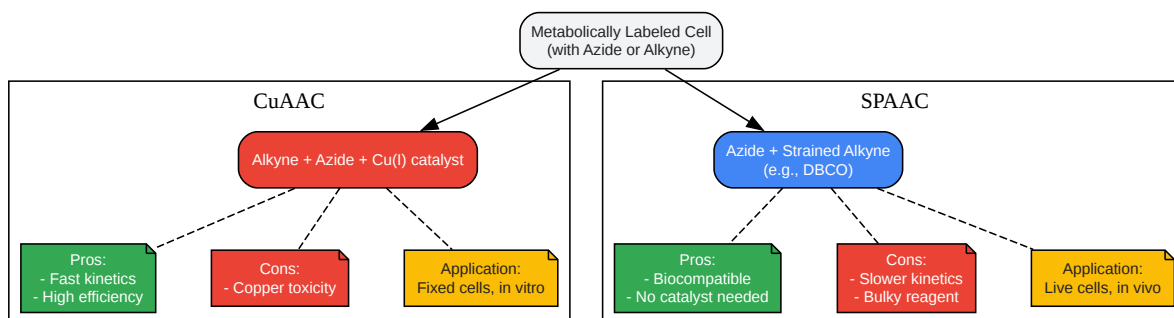 Metabolically Labeled Cell
(with Azide or Alkyne)
CuAAC
Alkyne + Azide + Cu(I) catalyst
Pros:
- Fast kinetics
- High efficiency
Cons:
- Copper toxicity
Application:
Fixed cells, in vitro
SPAAC
Azide + Strained Alkyne
(e.g., DBCO)
Pros:
- Biocompatible
- No catalyst needed
Cons:
- Slower kinetics
- Bulky reagent
Application:
Live cells, in vivo